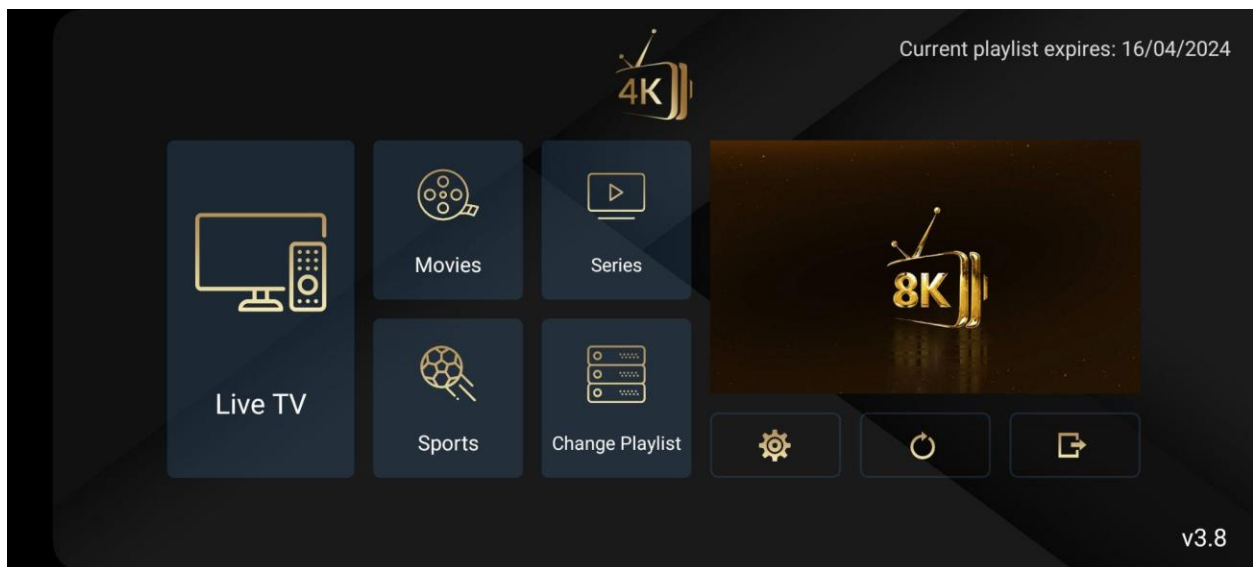 4K
Current playlist expires: 16/04/2024
Live TV
Movies
Series
Sports
Change Playlist
8K
v3.8